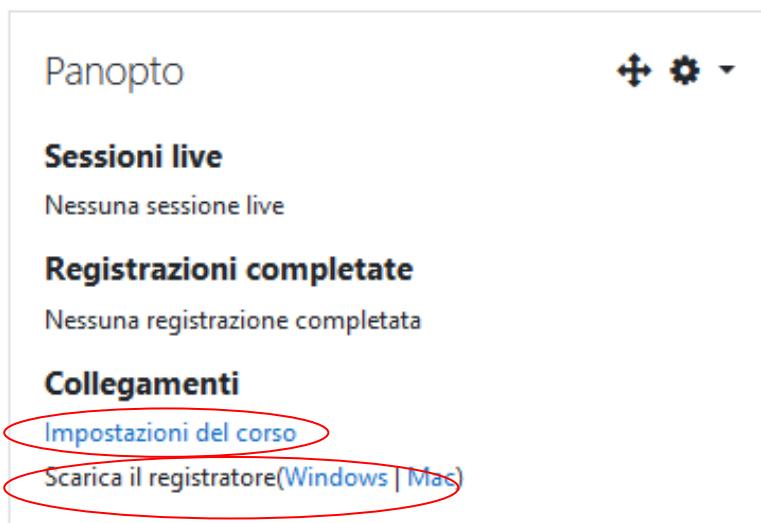 Panopto
Sessioni live
Nessuna sessione live
Registrazioni completate
Nessuna registrazione completata
Collegamenti
Impostazioni del corso
Scarica il registratore(Windows | Mac)